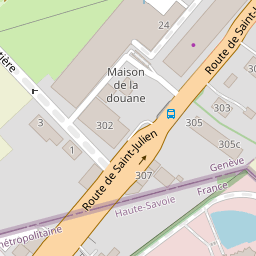 24
Route de Saint-Julien
Maison
de la
douane
303
3
302
305
1
305c
Route de Saint-Julien
307
Genève
France
Haute-Savoie